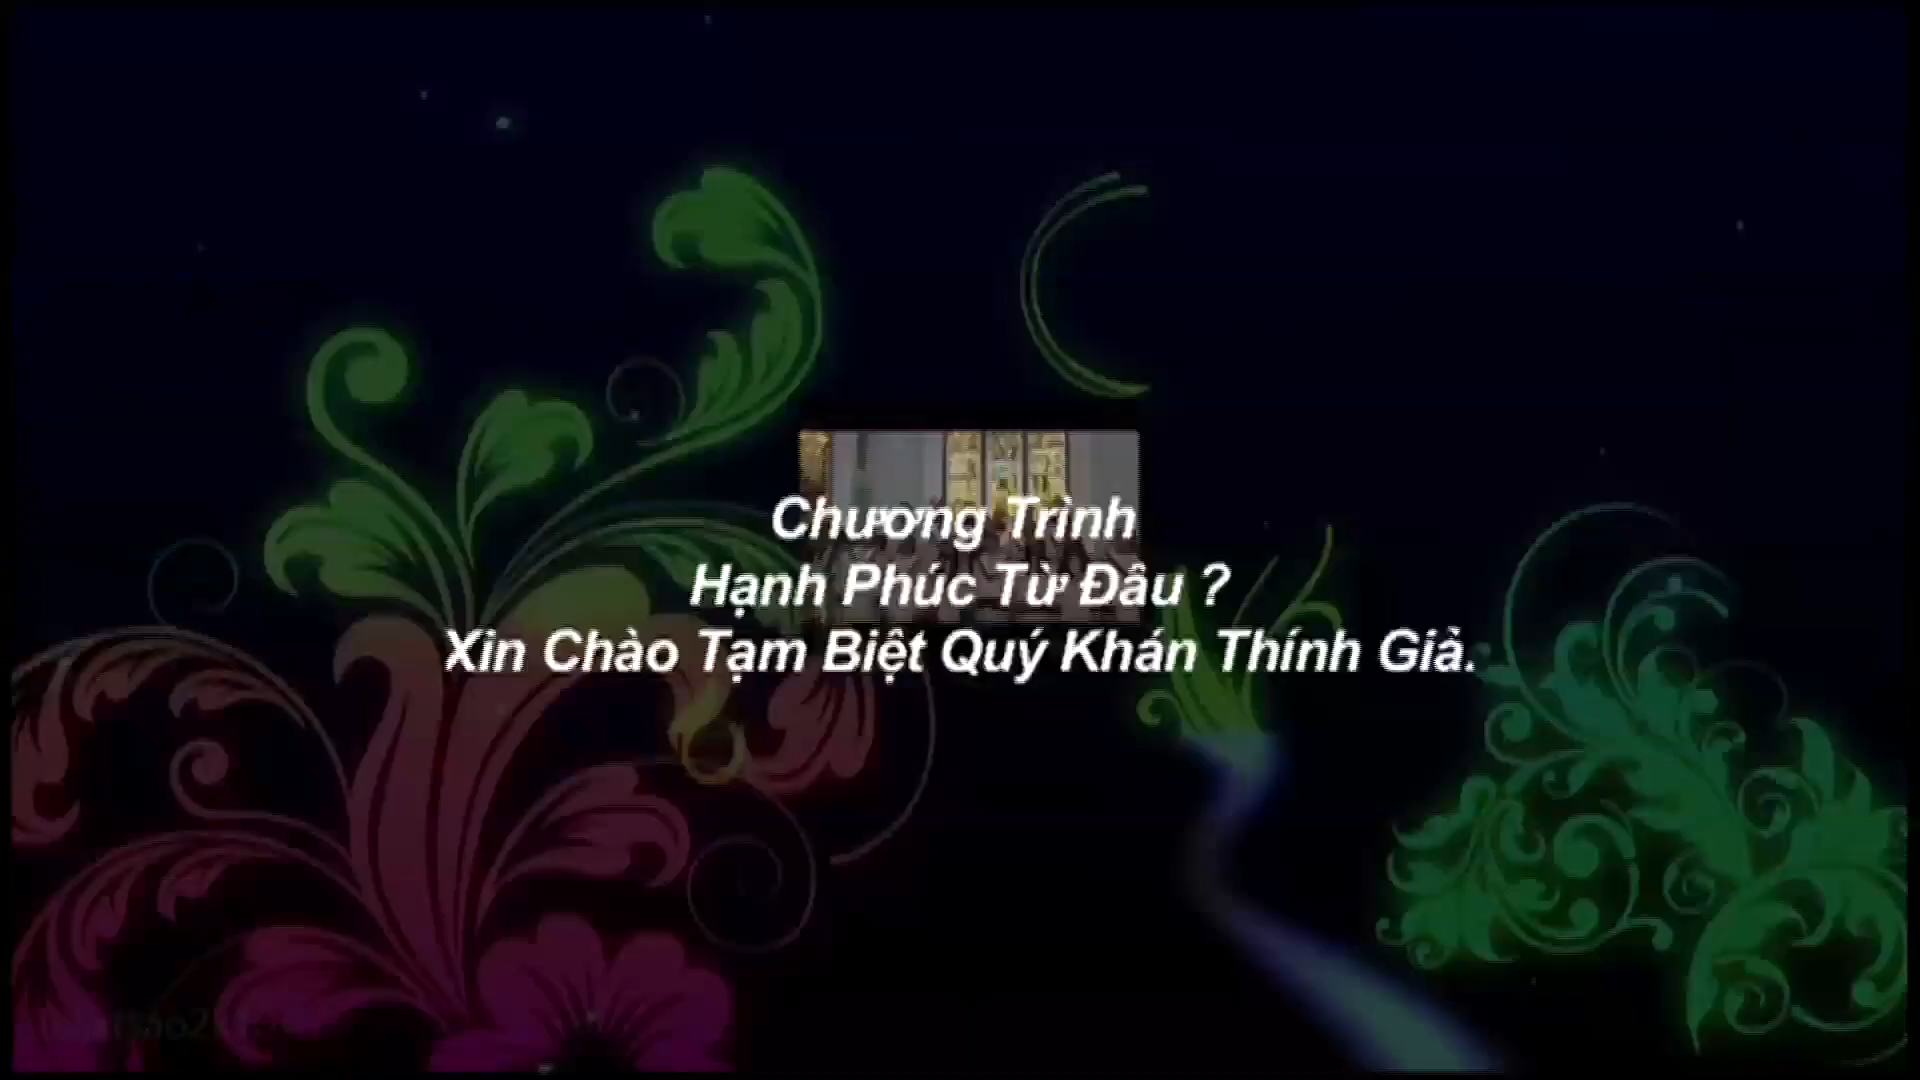 Chương Trình
Hạnh Phúc Từ Đâu ?
Xin Chào Tạm Biệt Quý Khán Thính Giả.